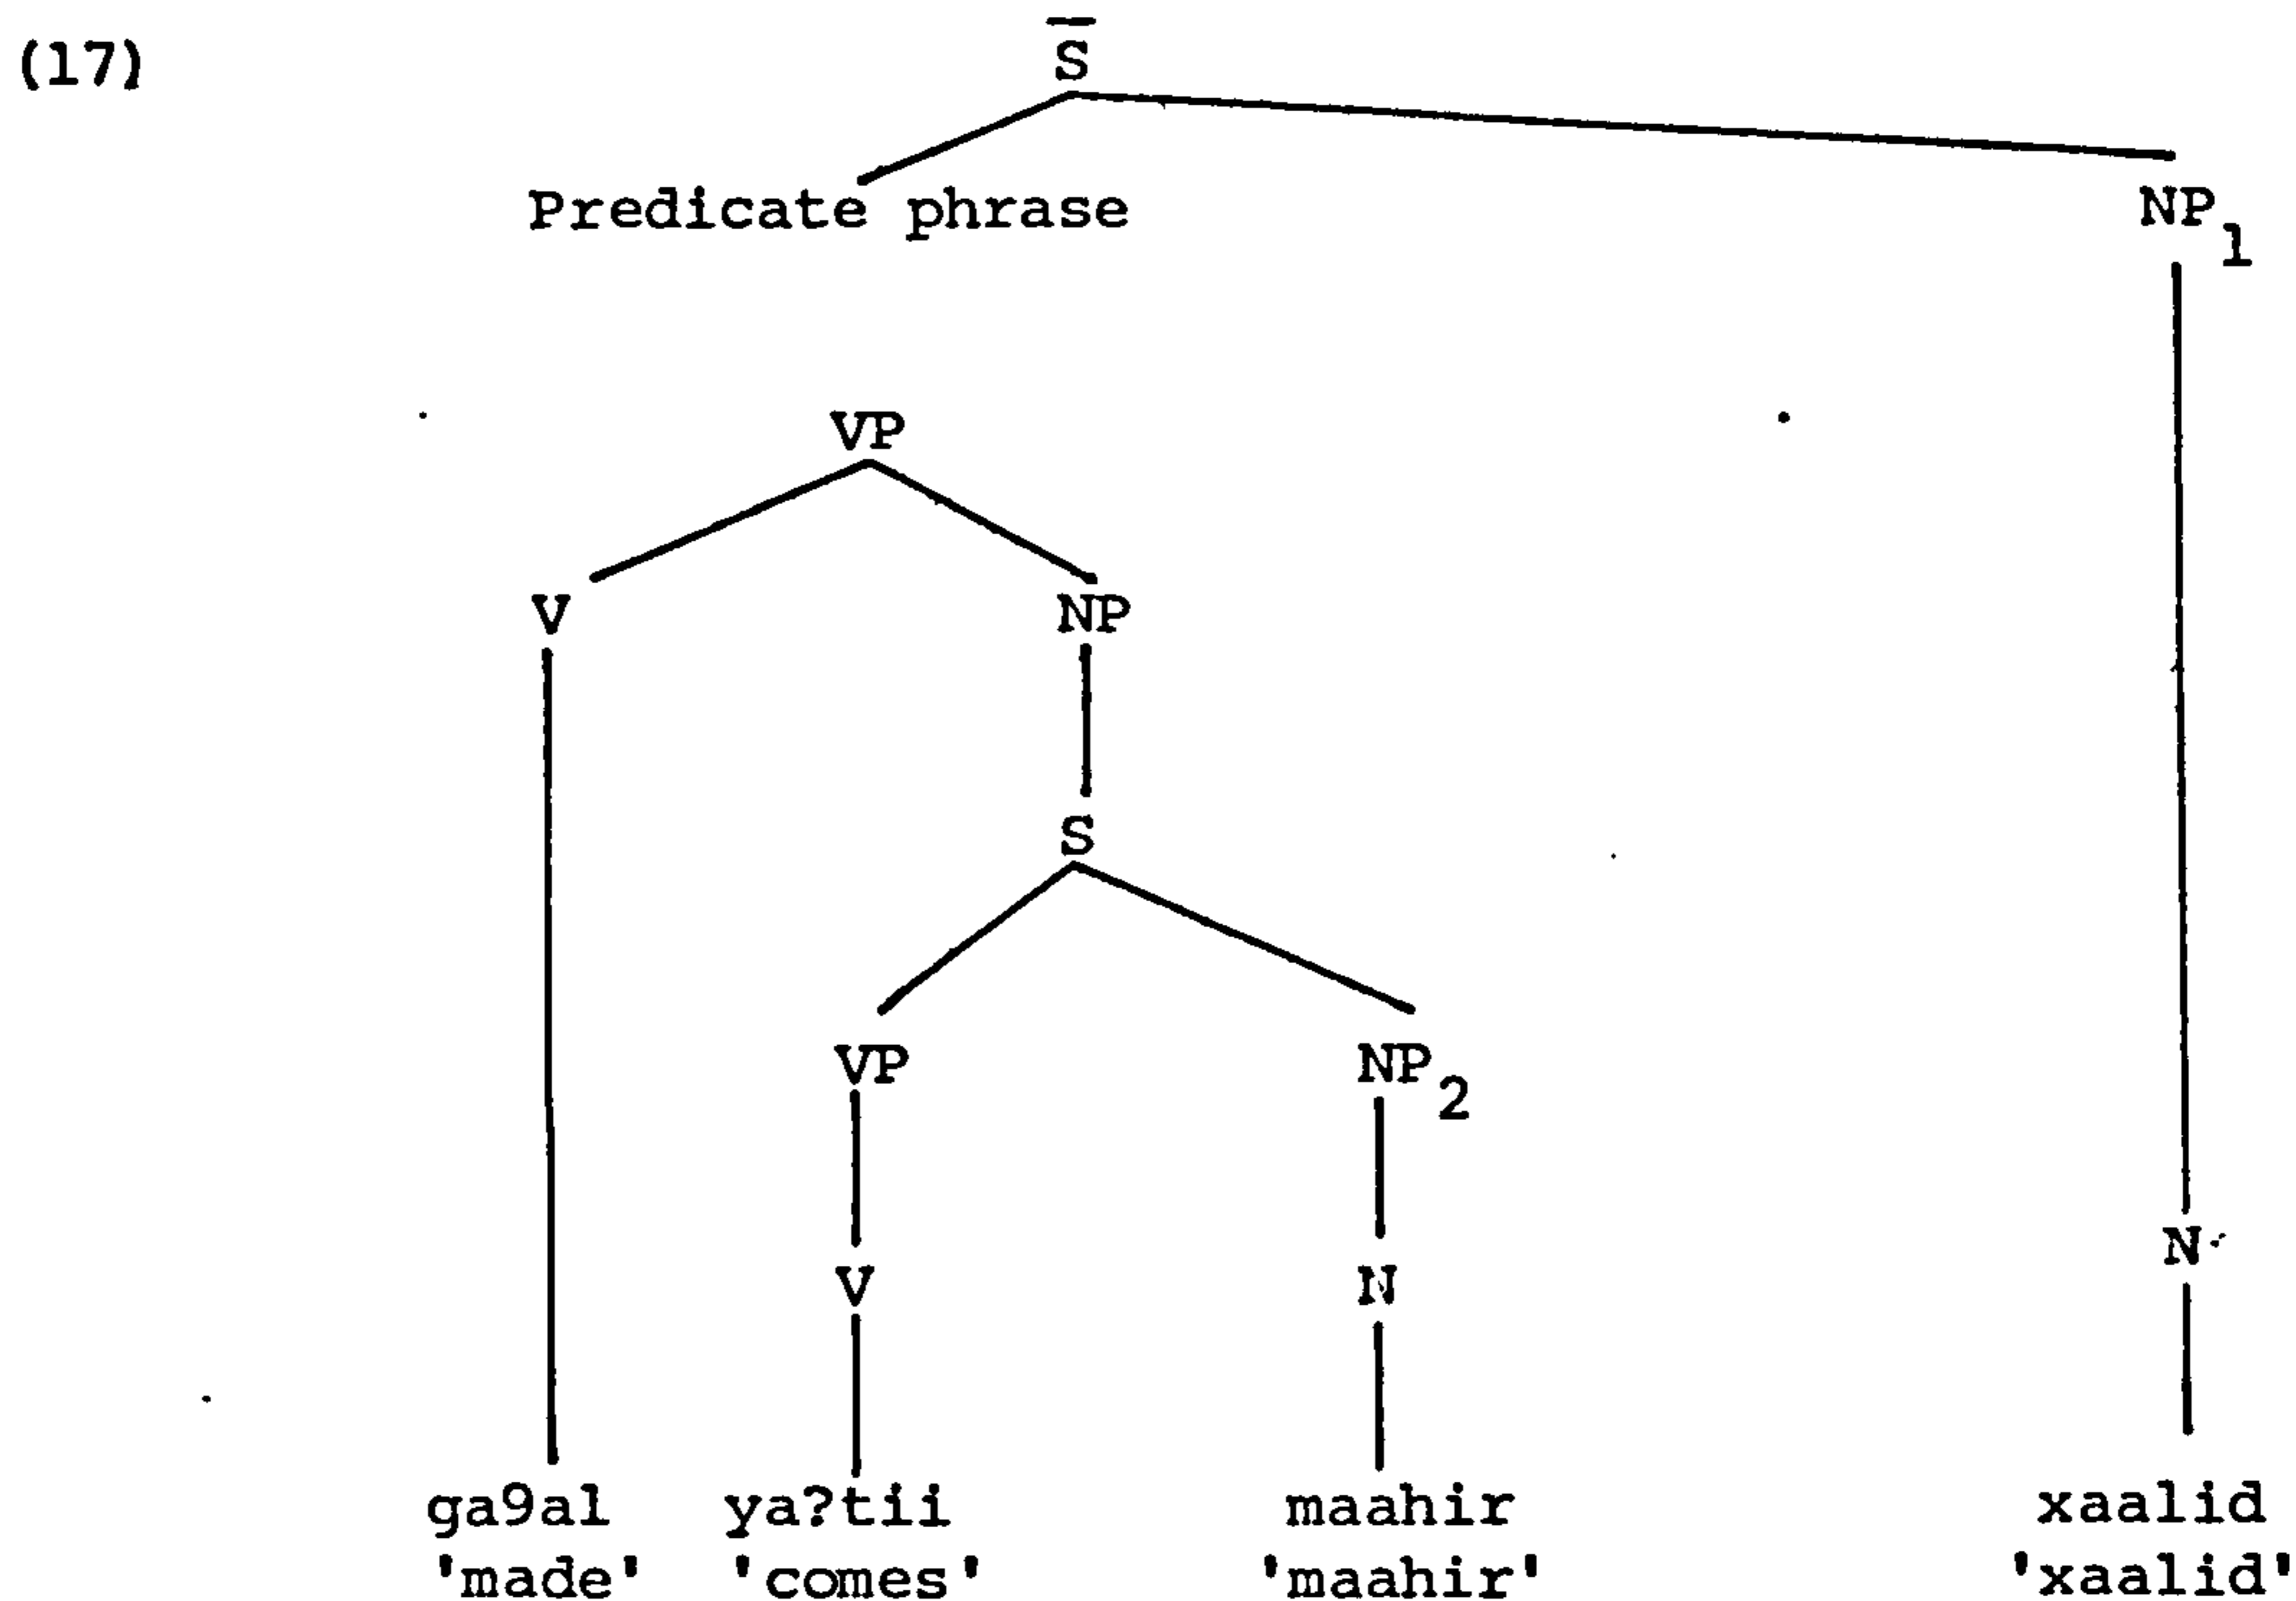 (17)
S̅
Predicate phrase NP1
VP
V NP
S
VP NP2
N
V N
ga9al ya?tii maahir xaalid
'made' 'comes' 'maahir' 'xaalid'